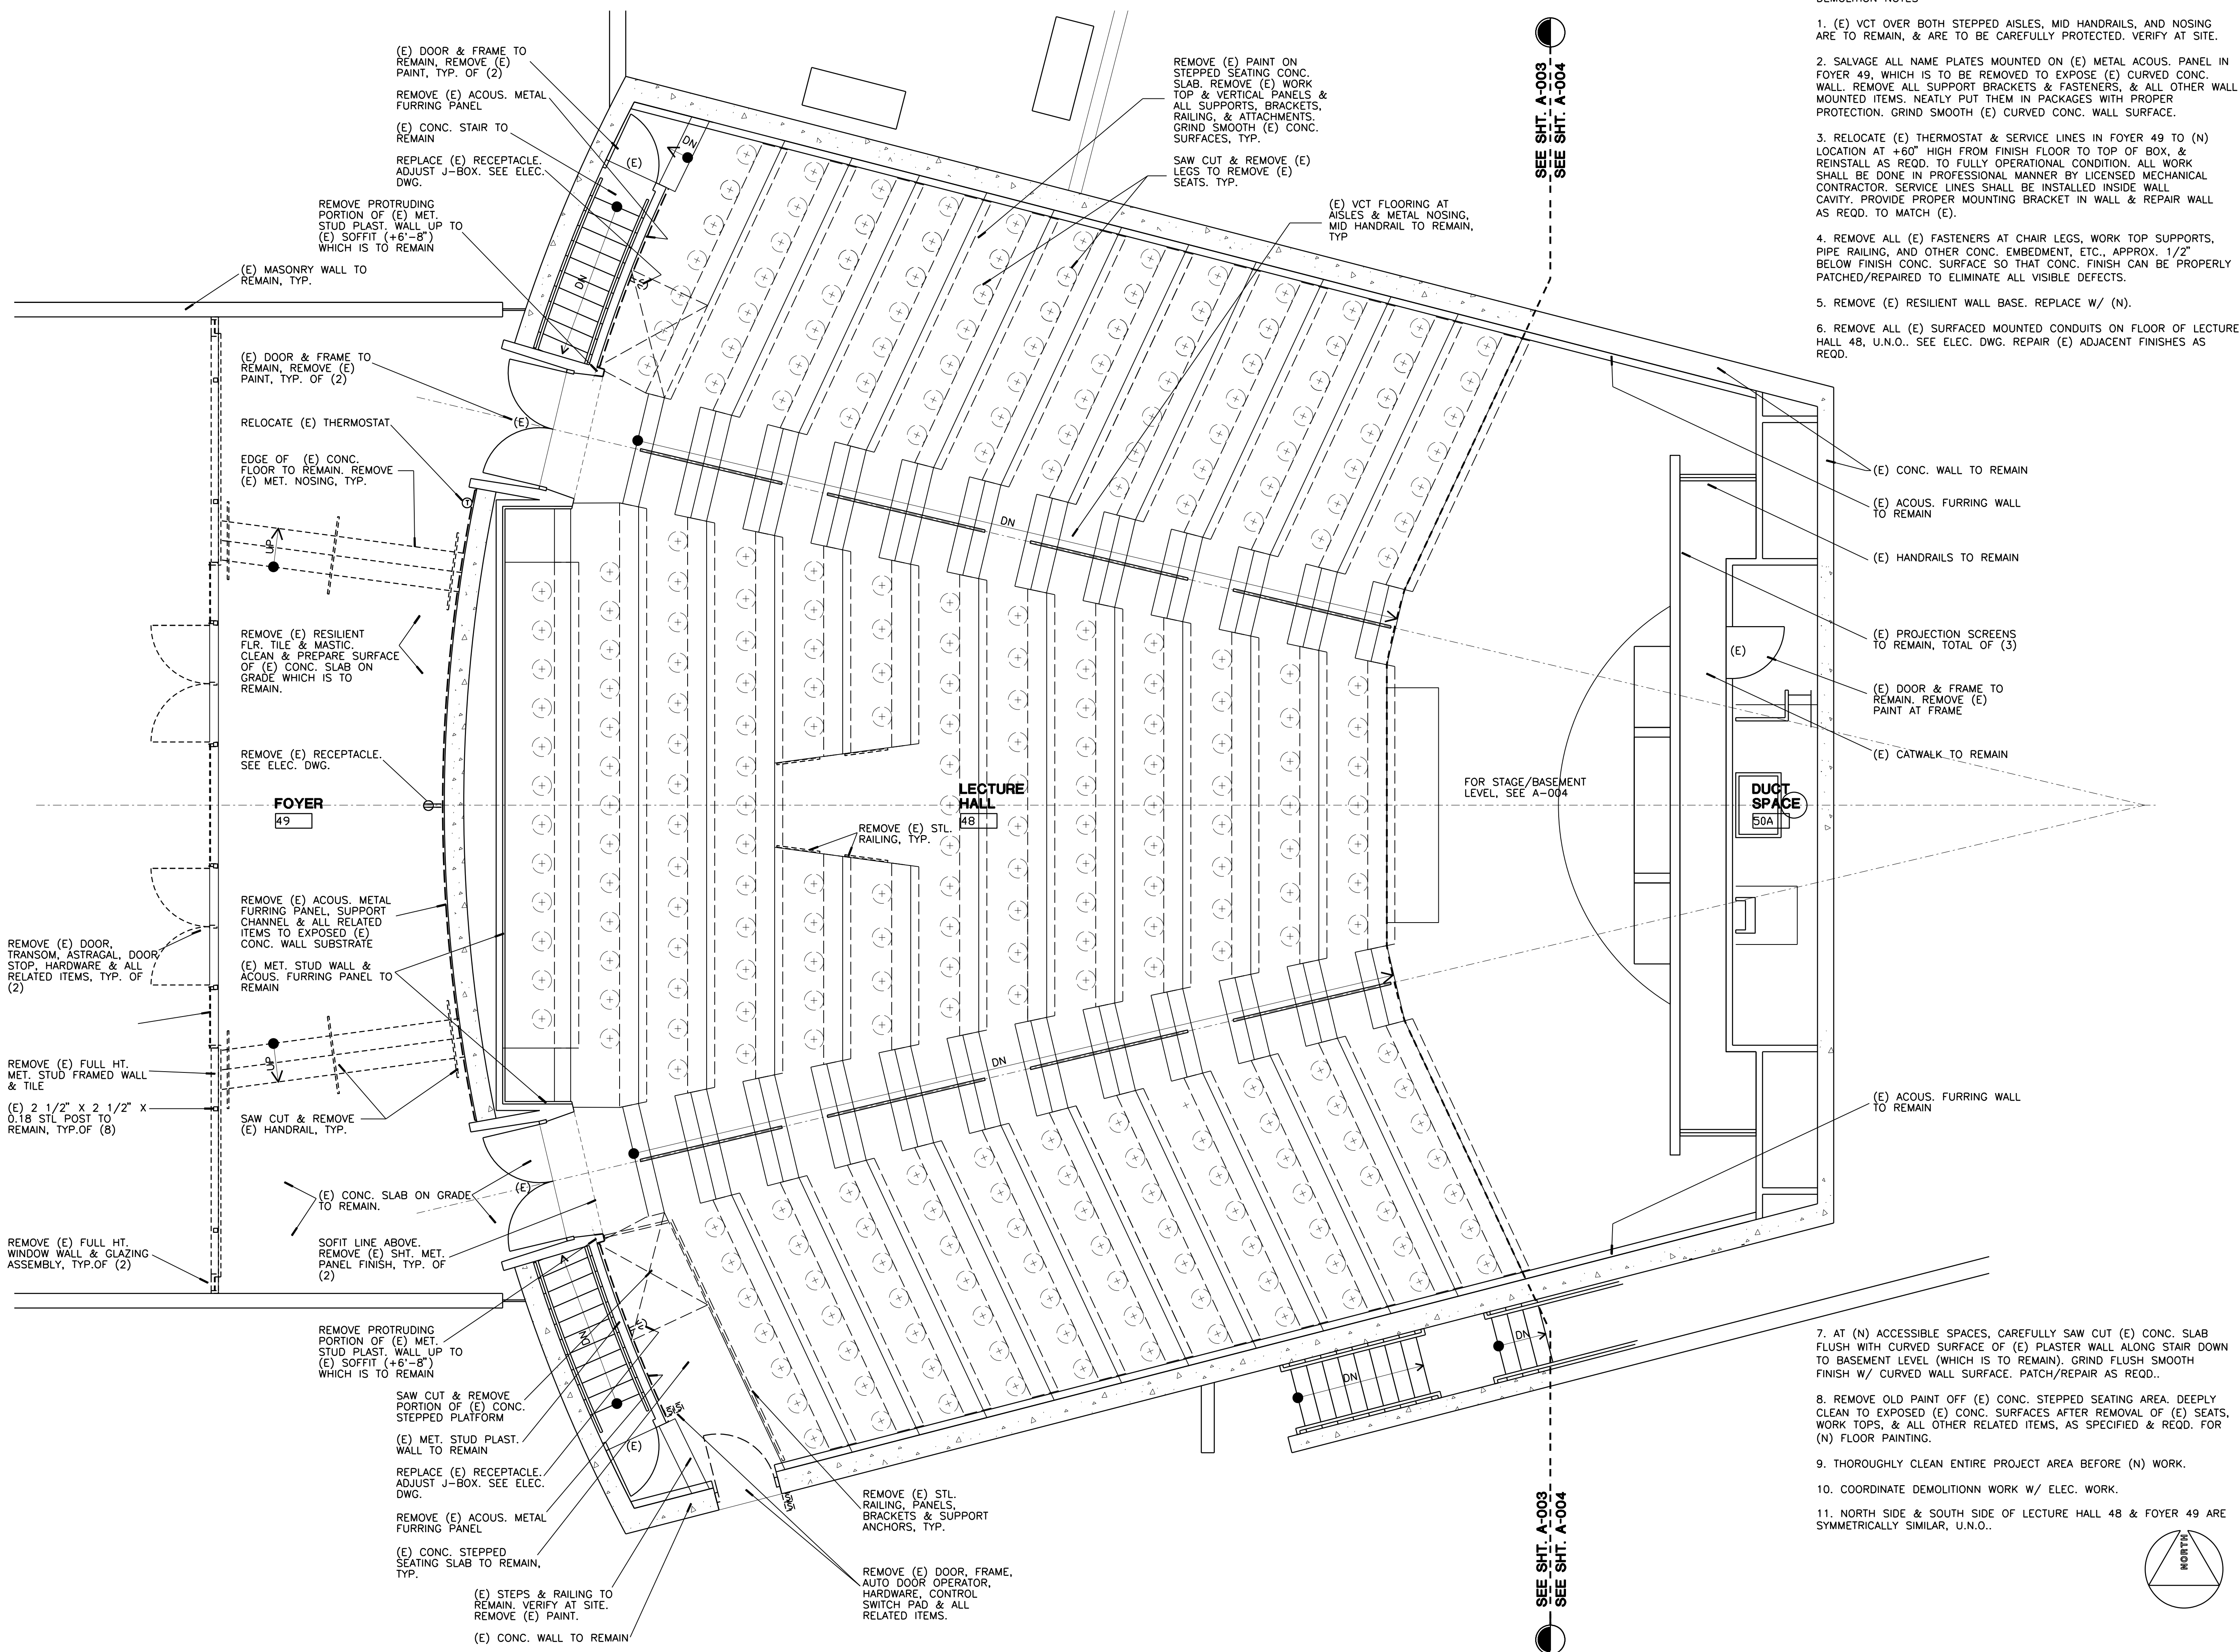 (E) DOOR & FRAME TO
REMAIN, REMOVE (E)
PAINT, TYP. OF (2)
REMOVE (E) ACOUS. METAL
FURRING PANEL
(E) CONC. STAIR TO
REMAIN
REPLACE (E) RECEPTACLE.
ADJUST J-BOX. SEE ELEC.
DWG.
REMOVE PROTRUDING
PORTION OF (E) MET.
STUD PLAST. WALL UP TO
(E) SOFFIT (+6'-8")
WHICH IS TO REMAIN
(E) MASONRY WALL TO
REMAIN, TYP.
(E) DOOR & FRAME TO
REMAIN, REMOVE (E)
PAINT, TYP. OF (2)
RELOCATE (E) THERMOSTAT
EDGE OF (E) CONC.
FLOOR TO REMAIN. REMOVE
(E) MET. NOSING, TYP.
REMOVE (E) RESILIENT
FLR. TILE & MASTIC.
CLEAN & PREPARE SURFACE
OF (E) CONC. SLAB ON
GRADE WHICH IS TO
REMAIN.
REMOVE (E) RECEPTACLE.
SEE ELEC. DWG.
FOYER
49
REMOVE (E) ACOUS. METAL
FURRING PANEL, SUPPORT
CHANNEL & ALL RELATED
ITEMS TO EXPOSED (E)
CONC. WALL SUBSTRATE
(E) MET. STUD WALL &
ACOUS. FURRING PANEL TO
REMAIN
REMOVE (E) DOOR,
TRANSOM, ASTRAGAL, DOOR
STOP, HARDWARE & ALL
RELATED ITEMS, TYP. OF
(2)
REMOVE (E) FULL HT.
MET. STUD FRAMED WALL
& TILE
(E) 2 1/2" X 2 1/2" X
0.18 STL POST TO
REMAIN, TYP.OF (8)
SAW CUT & REMOVE
(E) HANDRAIL, TYP.
(E) CONC. SLAB ON GRADE
TO REMAIN.
REMOVE (E) FULL HT.
WINDOW WALL & GLAZING
ASSEMBLY, TYP.OF (2)
SOFIT LINE ABOVE.
REMOVE (E) SHT. MET.
PANEL FINISH, TYP. OF
(2)
REMOVE PROTRUDING
PORTION OF (E) MET.
STUD PLAST. WALL UP TO
(E) SOFFIT (+6'-8")
WHICH IS TO REMAIN
SAW CUT & REMOVE
PORTION OF (E) CONC.
STEPPED PLATFORM
(E) MET. STUD PLAST.
WALL TO REMAIN
REPLACE (E) RECEPTACLE.
ADJUST J-BOX. SEE ELEC.
DWG.
REMOVE (E) ACOUS. METAL
FURRING PANEL
(E) CONC. STEPPED
SEATING SLAB TO REMAIN,
TYP.
(E) STEPS & RAILING TO
REMAIN. VERIFY AT SITE.
REMOVE (E) PAINT.
(E) CONC. WALL TO REMAIN
UP
UP
(E)
(E)
(E)
(E)
DN
DN
DN
DN
DN
DN
DN
REMOVE (E) PAINT ON
STEPPED SEATING CONC.
SLAB. REMOVE (E) WORK
TOP & VERTICAL PANELS &
ALL SUPPORTS, BRACKETS,
RAILING, & ATTACHMENTS.
GRIND SMOOTH (E) CONC.
SURFACES, TYP.
SAW CUT & REMOVE (E)
LEGS TO REMOVE (E)
SEATS. TYP.
(E) VCT FLOORING AT
AISLES & METAL NOSING,
MID HANDRAIL TO REMAIN,
TYP
LECTURE
HALL
48
REMOVE (E) STL.
RAILING, TYP.
REMOVE (E) STL.
RAILING, PANELS,
BRACKETS & SUPPORT
ANCHORS, TYP.
REMOVE (E) DOOR, FRAME,
AUTO DOOR OPERATOR,
HARDWARE, CONTROL
SWITCH PAD & ALL
RELATED ITEMS.
SEE SHT. A-003
SEE SHT. A-004
FOR STAGE/BASEMENT
LEVEL, SEE A-004
SEE SHT. A-003
SEE SHT. A-004
DUCT
SPACE
50A
(E)
(E) CONC. WALL TO REMAIN
(E) ACOUS. FURRING WALL
TO REMAIN
(E) HANDRAILS TO REMAIN
(E) PROJECTION SCREENS
TO REMAIN, TOTAL OF (3)
(E) DOOR & FRAME TO
REMAIN. REMOVE (E)
PAINT AT FRAME
(E) CATWALK TO REMAIN
(E) ACOUS. FURRING WALL
TO REMAIN
DEMOLITION NOTES
1. (E) VCT OVER BOTH STEPPED AISLES, MID HANDRAILS, AND NOSING
ARE TO REMAIN, & ARE TO BE CAREFULLY PROTECTED. VERIFY AT SITE.
2. SALVAGE ALL NAME PLATES MOUNTED ON (E) METAL ACOUS. PANEL IN
FOYER 49, WHICH IS TO BE REMOVED TO EXPOSE (E) CURVED CONC.
WALL. REMOVE ALL SUPPORT BRACKETS & FASTENERS, & ALL OTHER WALL
MOUNTED ITEMS. NEATLY PUT THEM IN PACKAGES WITH PROPER
PROTECTION. GRIND SMOOTH (E) CURVED CONC. WALL SURFACE.
3. RELOCATE (E) THERMOSTAT & SERVICE LINES IN FOYER 49 TO (N)
LOCATION AT +60" HIGH FROM FINISH FLOOR TO TOP OF BOX, &
REINSTALL AS REQD. TO FULLY OPERATIONAL CONDITION. ALL WORK
SHALL BE DONE IN PROFESSIONAL MANNER BY LICENSED MECHANICAL
CONTRACTOR. SERVICE LINES SHALL BE INSTALLED INSIDE WALL
CAVITY. PROVIDE PROPER MOUNTING BRACKET IN WALL & REPAIR WALL
AS REQD. TO MATCH (E).
4. REMOVE ALL (E) FASTENERS AT CHAIR LEGS, WORK TOP SUPPORTS,
PIPE RAILING, AND OTHER CONC. EMBEDMENT, ETC., APPROX. 1/2"
BELOW FINISH CONC. SURFACE SO THAT CONC. FINISH CAN BE PROPERLY
PATCHED/REPAIRED TO ELIMINATE ALL VISIBLE DEFECTS.
5. REMOVE (E) RESILIENT WALL BASE. REPLACE W/ (N).
6. REMOVE ALL (E) SURFACED MOUNTED CONDUITS ON FLOOR OF LECTURE
HALL 48, U.N.O.. SEE ELEC. DWG. REPAIR (E) ADJACENT FINISHES AS
REQD.
7. AT (N) ACCESSIBLE SPACES, CAREFULLY SAW CUT (E) CONC. SLAB
FLUSH WITH CURVED SURFACE OF (E) PLASTER WALL ALONG STAIR DOWN
TO BASEMENT LEVEL (WHICH IS TO REMAIN). GRIND FLUSH SMOOTH
FINISH W/ CURVED WALL SURFACE. PATCH/REPAIR AS REQD..
8. REMOVE OLD PAINT OFF (E) CONC. STEPPED SEATING AREA. DEEPLY
CLEAN TO EXPOSED (E) CONC. SURFACES AFTER REMOVAL OF (E) SEATS,
WORK TOPS, & ALL OTHER RELATED ITEMS, AS SPECIFIED & REQD. FOR
(N) FLOOR PAINTING.
9. THOROUGHLY CLEAN ENTIRE PROJECT AREA BEFORE (N) WORK.
10. COORDINATE DEMOLITIONN WORK W/ ELEC. WORK.
11. NORTH SIDE & SOUTH SIDE OF LECTURE HALL 48 & FOYER 49 ARE
SYMMETRICALLY SIMILAR, U.N.O..
NORTH